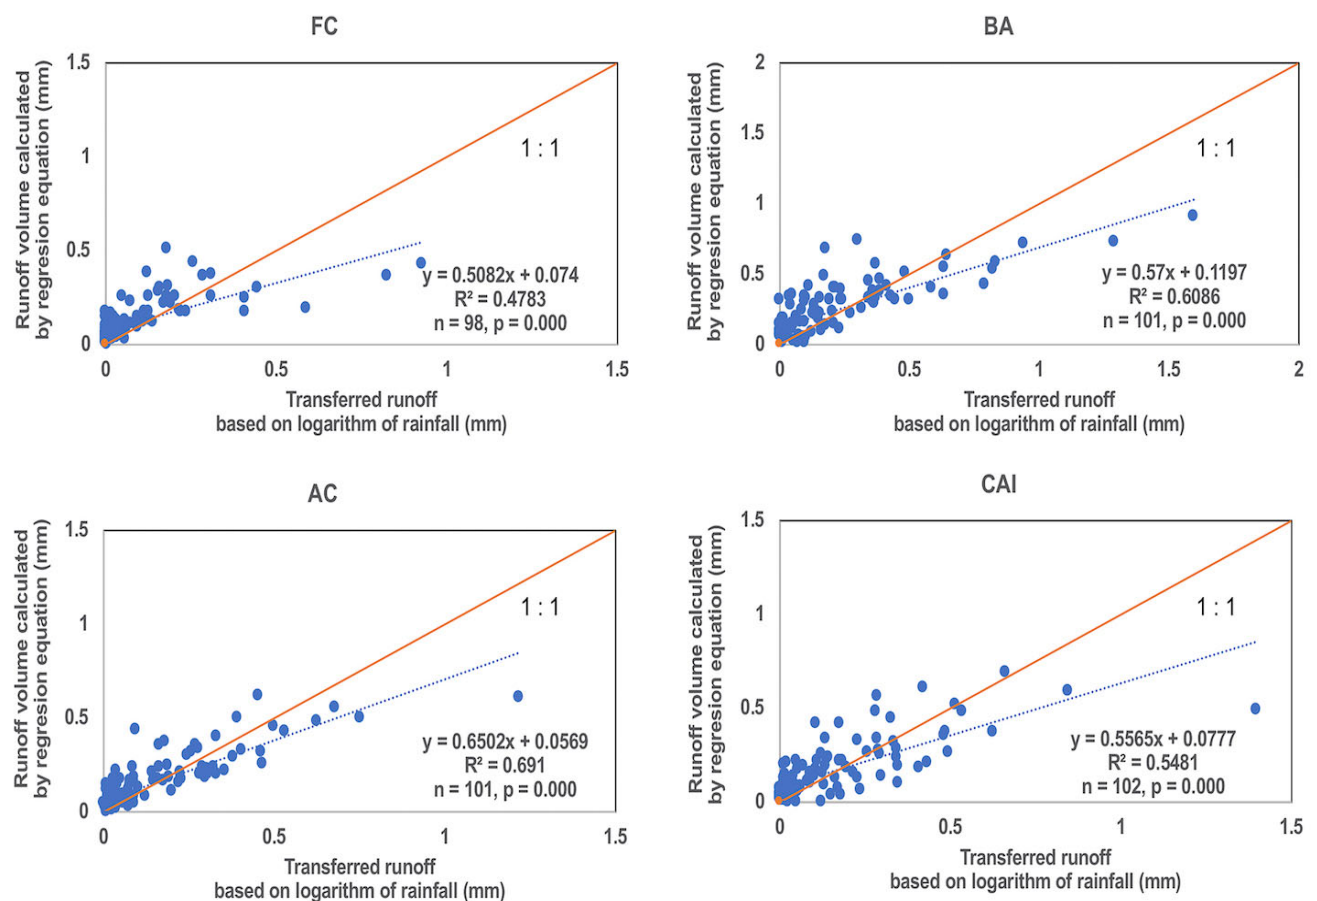 FC
Runoff volume calculated
by regresion equation (mm)
1.5
1
0.5
0
1 : 1
y = 0.5082x + 0.074
R² = 0.4783
n = 98, p = 0.000
0 0.5 1 1.5
Transferred runoff
based on logarithm of rainfall (mm)
BA
Runoff volume calculated
by regresion equation (mm)
2
1.5
1
0.5
0
1 : 1
y = 0.57x + 0.1197
R² = 0.6086
n = 101, p = 0.000
0 0.5 1 1.5 2
Transferred runoff
based on logarithm of rainfall (mm)
AC
Runoff volume calculated
by regresion equation (mm)
1.5
1
0.5
0
1 : 1
y = 0.6502x + 0.0569
R² = 0.691
n = 101, p = 0.000
0 0.5 1 1.5
Transferred runoff
based on logarithm of rainfall (mm)
CAI
Runoff volume calculated
by regresion equation (mm)
1.5
1
0.5
0
1 : 1
y = 0.5565x + 0.0777
R² = 0.5481
n = 102, p = 0.000
0 0.5 1 1.5
Transferred runoff
based on logarithm of rainfall (mm)